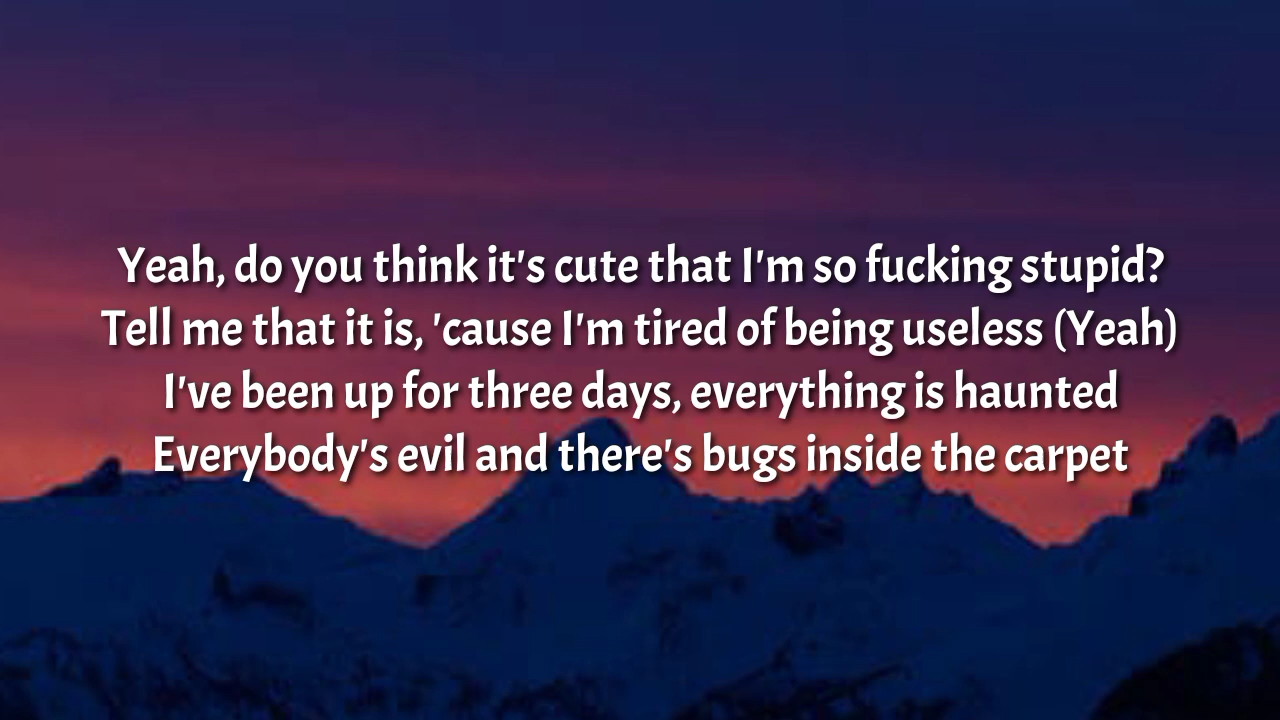 Yeah, do you think it's cute that I'm so fucking stupid?
Tell me that it is, 'cause I'm tired of being useless (Yeah)
I've been up for three days, everything is haunted
Everybody's evil and there's bugs inside the carpet